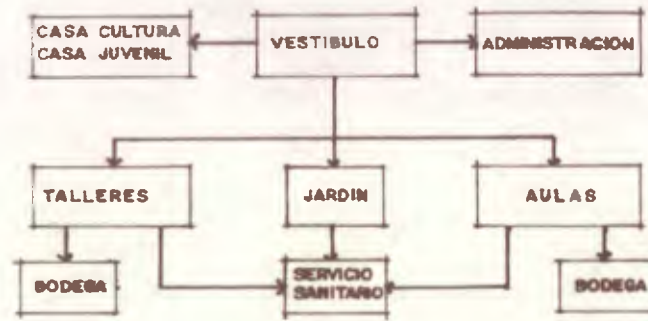 CASA CULTURA
CASA JUVENIL
VESTIBULO
ADMINISTRACION
TALLERES
JARDIN
AULAS
BODEGA
SERVICIO
SANITARIO
BODEGA